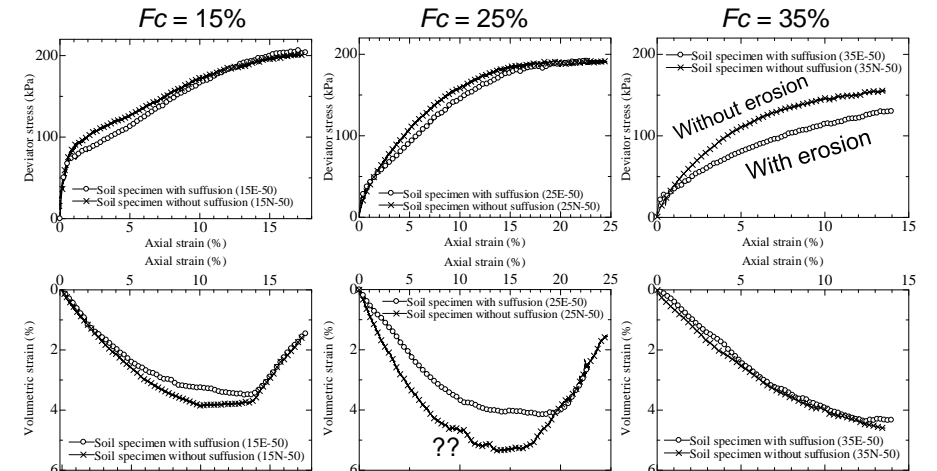 Fc = 15%
Fc = 25%
Fc = 35%
200
100
0
Deviator stress (kPa)
Soil specimen with suffusion (15E-50)
Soil specimen without suffusion (15N-50)
0 5 10 15
Axial strain (%)
200
100
0
Deviator stress (kPa)
Soil specimen with suffusion (25E-50)
Soil specimen without suffusion (25N-50)
0 5 10 15 20 25
Axial strain (%)
200
100
0
Deviator stress (kPa)
Soil specimen with suffusion (35E-50)
Soil specimen without suffusion (35N-50)
Without erosion
With erosion
0 5 10 15
Axial strain (%)
Axial strain (%)
0 5 10 15
0
2
4
6
Volumetric strain (%)
Soil specimen with suffusion (15E-50)
Soil specimen without suffusion (15N-50)
Axial strain (%)
0 5 10 15 20 25
0
2
4
6
Volumetric strain (%)
Soil specimen with suffusion (25E-50)
Soil specimen without suffusion (25N-50)
??
Axial strain (%)
0 5 10 15
0
2
4
6
Volumetric strain (%)
Soil specimen with suffusion (35E-50)
Soil specimen without suffusion (35N-50)